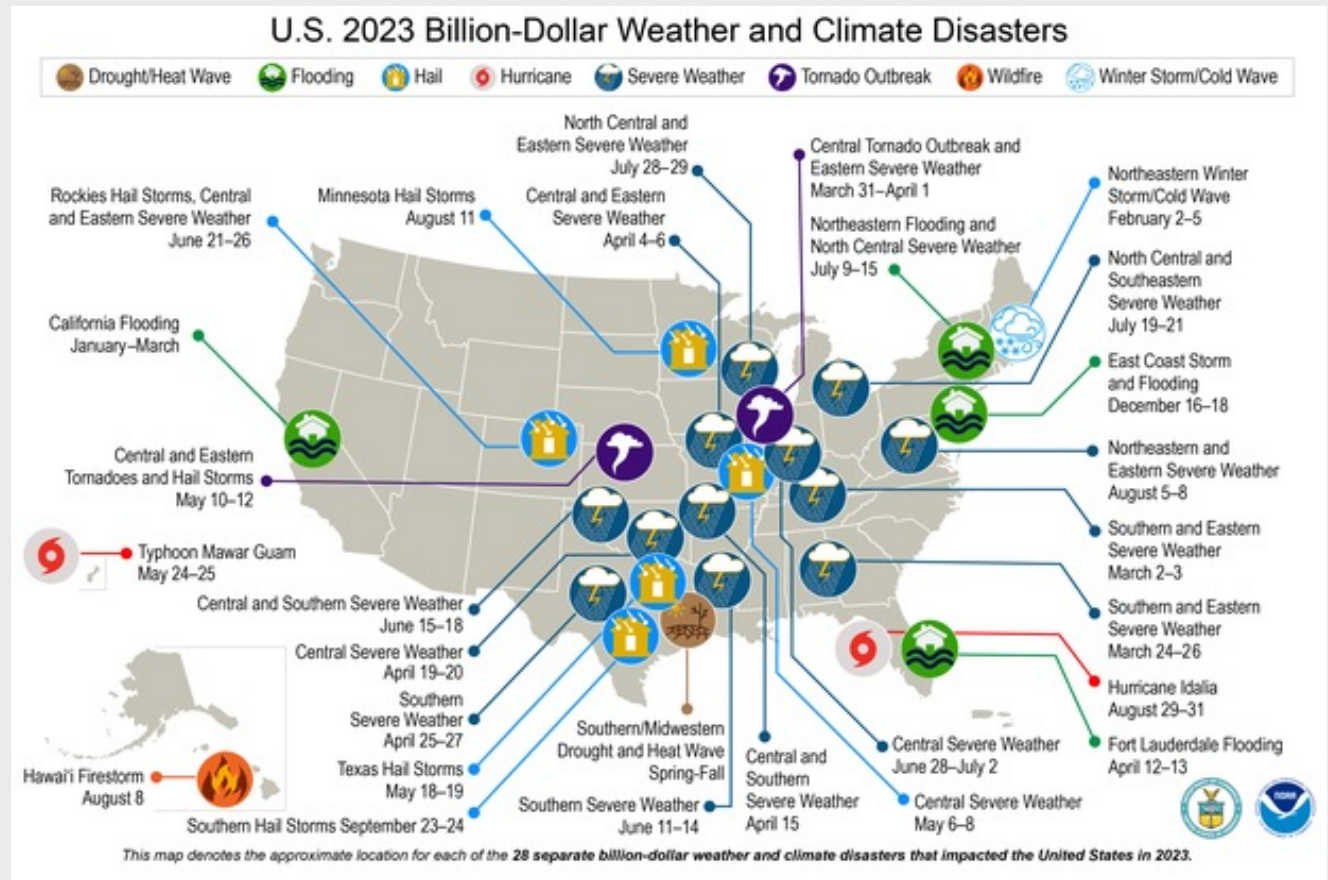 U.S. 2023 Billion-Dollar Weather and Climate Disasters
Drought/Heat Wave
Flooding
Hail
Hurricane
Severe Weather
Tornado Outbreak
Wildfire
Winter Storm/Cold Wave
North Central and
Eastern Severe Weather
July 28–29
Central Tornado Outbreak and
Eastern Severe Weather
March 31–April 1
Northeastern Winter
Storm/Cold Wave
February 2–5
Rockies Hail Storms, Central
and Eastern Severe Weather
June 21–26
Minnesota Hail Storms
August 11
Central and Eastern
Severe Weather
April 4–6
Northeastern Flooding and
North Central Severe Weather
July 9–15
North Central and
Southeastern
Severe Weather
July 19–21
California Flooding
January–March
East Coast Storm
and Flooding
December 16–18
Central and Eastern
Tornadoes and Hail Storms
May 10–12
Northeastern and
Eastern Severe Weather
August 5–8
Typhoon Mawar Guam
May 24–25
Southern and Eastern
Severe Weather
March 2–3
Central and Southern Severe Weather
June 15–18
Southern and Eastern
Severe Weather
March 24–26
Central Severe Weather
April 19–20
Southern
Severe Weather
April 25–27
Hurricane Idalia
August 29–31
Texas Hail Storms
May 18–19
Southern/Midwestern
Drought and Heat Wave
Spring-Fall
Central and
Southern
Severe Weather
April 15
Central Severe Weather
June 28–July 2
Fort Lauderdale Flooding
April 12–13
Hawai'i Firestorm
August 8
Southern Hail Storms September 23–24
Southern Severe Weather
June 11–14
Central Severe Weather
May 6–8
NOAA
This map denotes the approximate location for each of the 28 separate billion-dollar weather and climate disasters that impacted the United States in 2023.